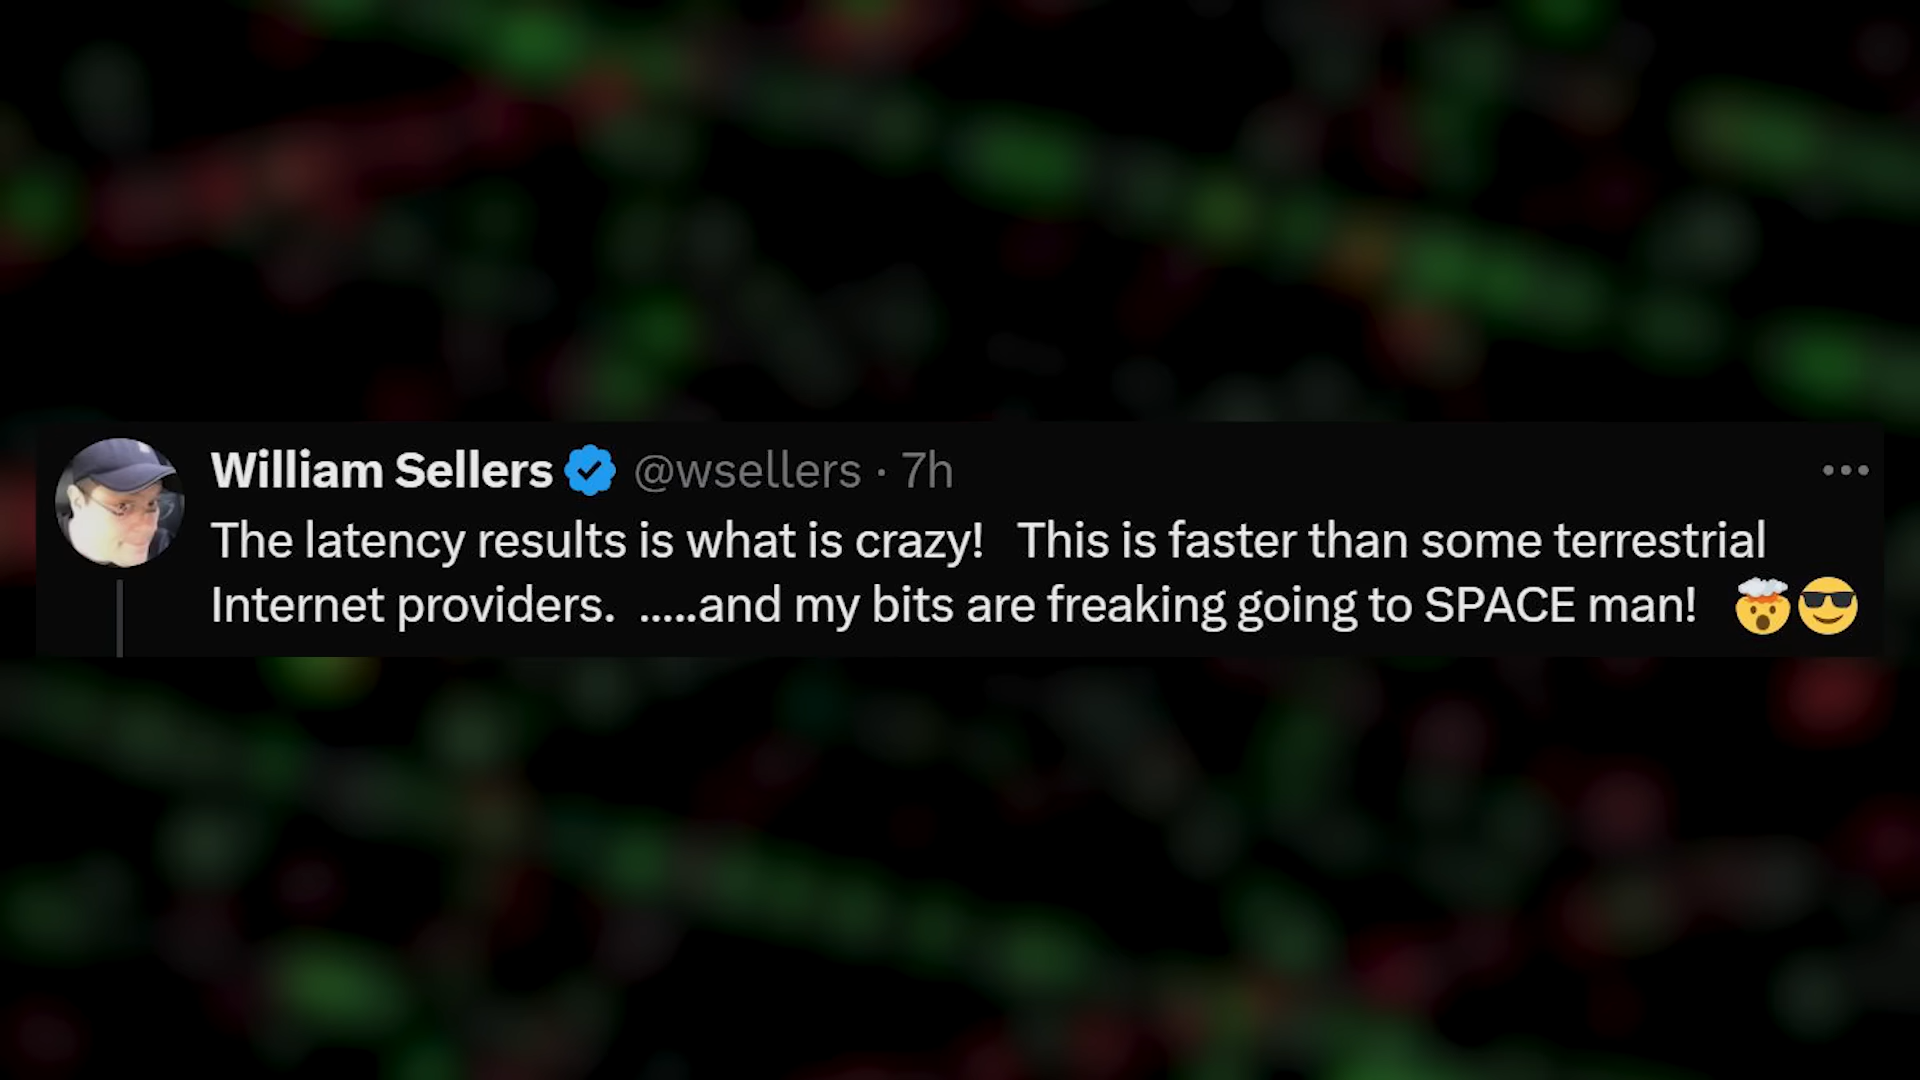 William Sellers @wsellers · 7h
The latency results is what is crazy!   This is faster than some terrestrial
Internet providers.  .....and my bits are freaking going to SPACE man!   🤯😎